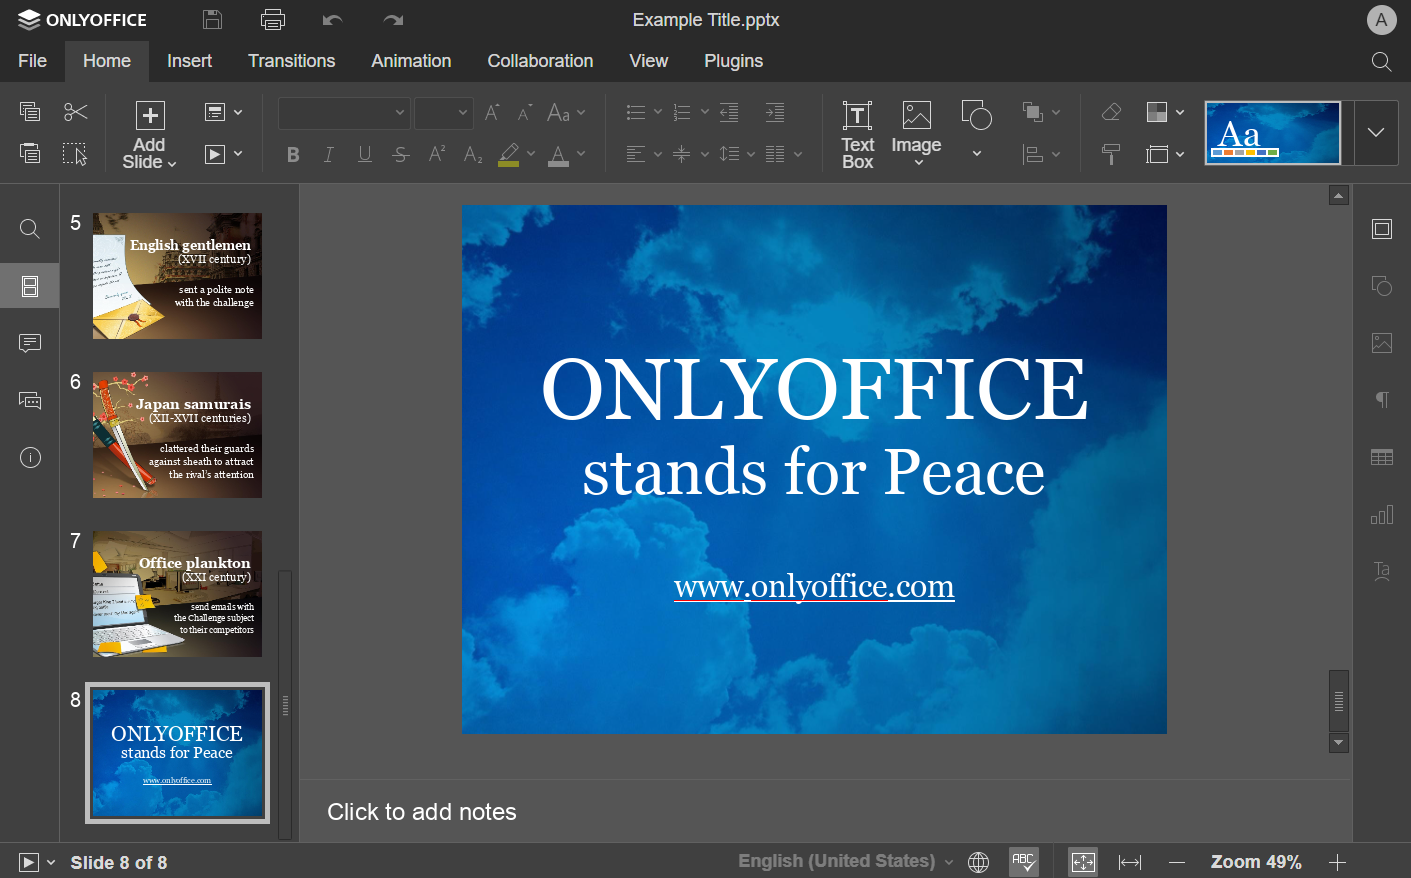 ONLYOFFICE
Example Title.pptx
A
File Home Insert Transitions Animation Collaboration View Plugins
Add Slide
Aa
B I U S A² A₂ A
Text Box
Image
Aa
5
English gentlemen
(XVII century)
sent a polite note
with the challenge
6
Japan samurais
(XII-XVII centuries)
clattered their guards
against sheath to attract
the rival's attention
7
Office plankton
(XXI century)
send emails with
the Challenge subject
to their competitors
8
ONLYOFFICE
stands for Peace
www.onlyoffice.com
ONLYOFFICE
stands for Peace
www.onlyoffice.com
Click to add notes
Slide 8 of 8
English (United States)
ABC
Zoom 49%